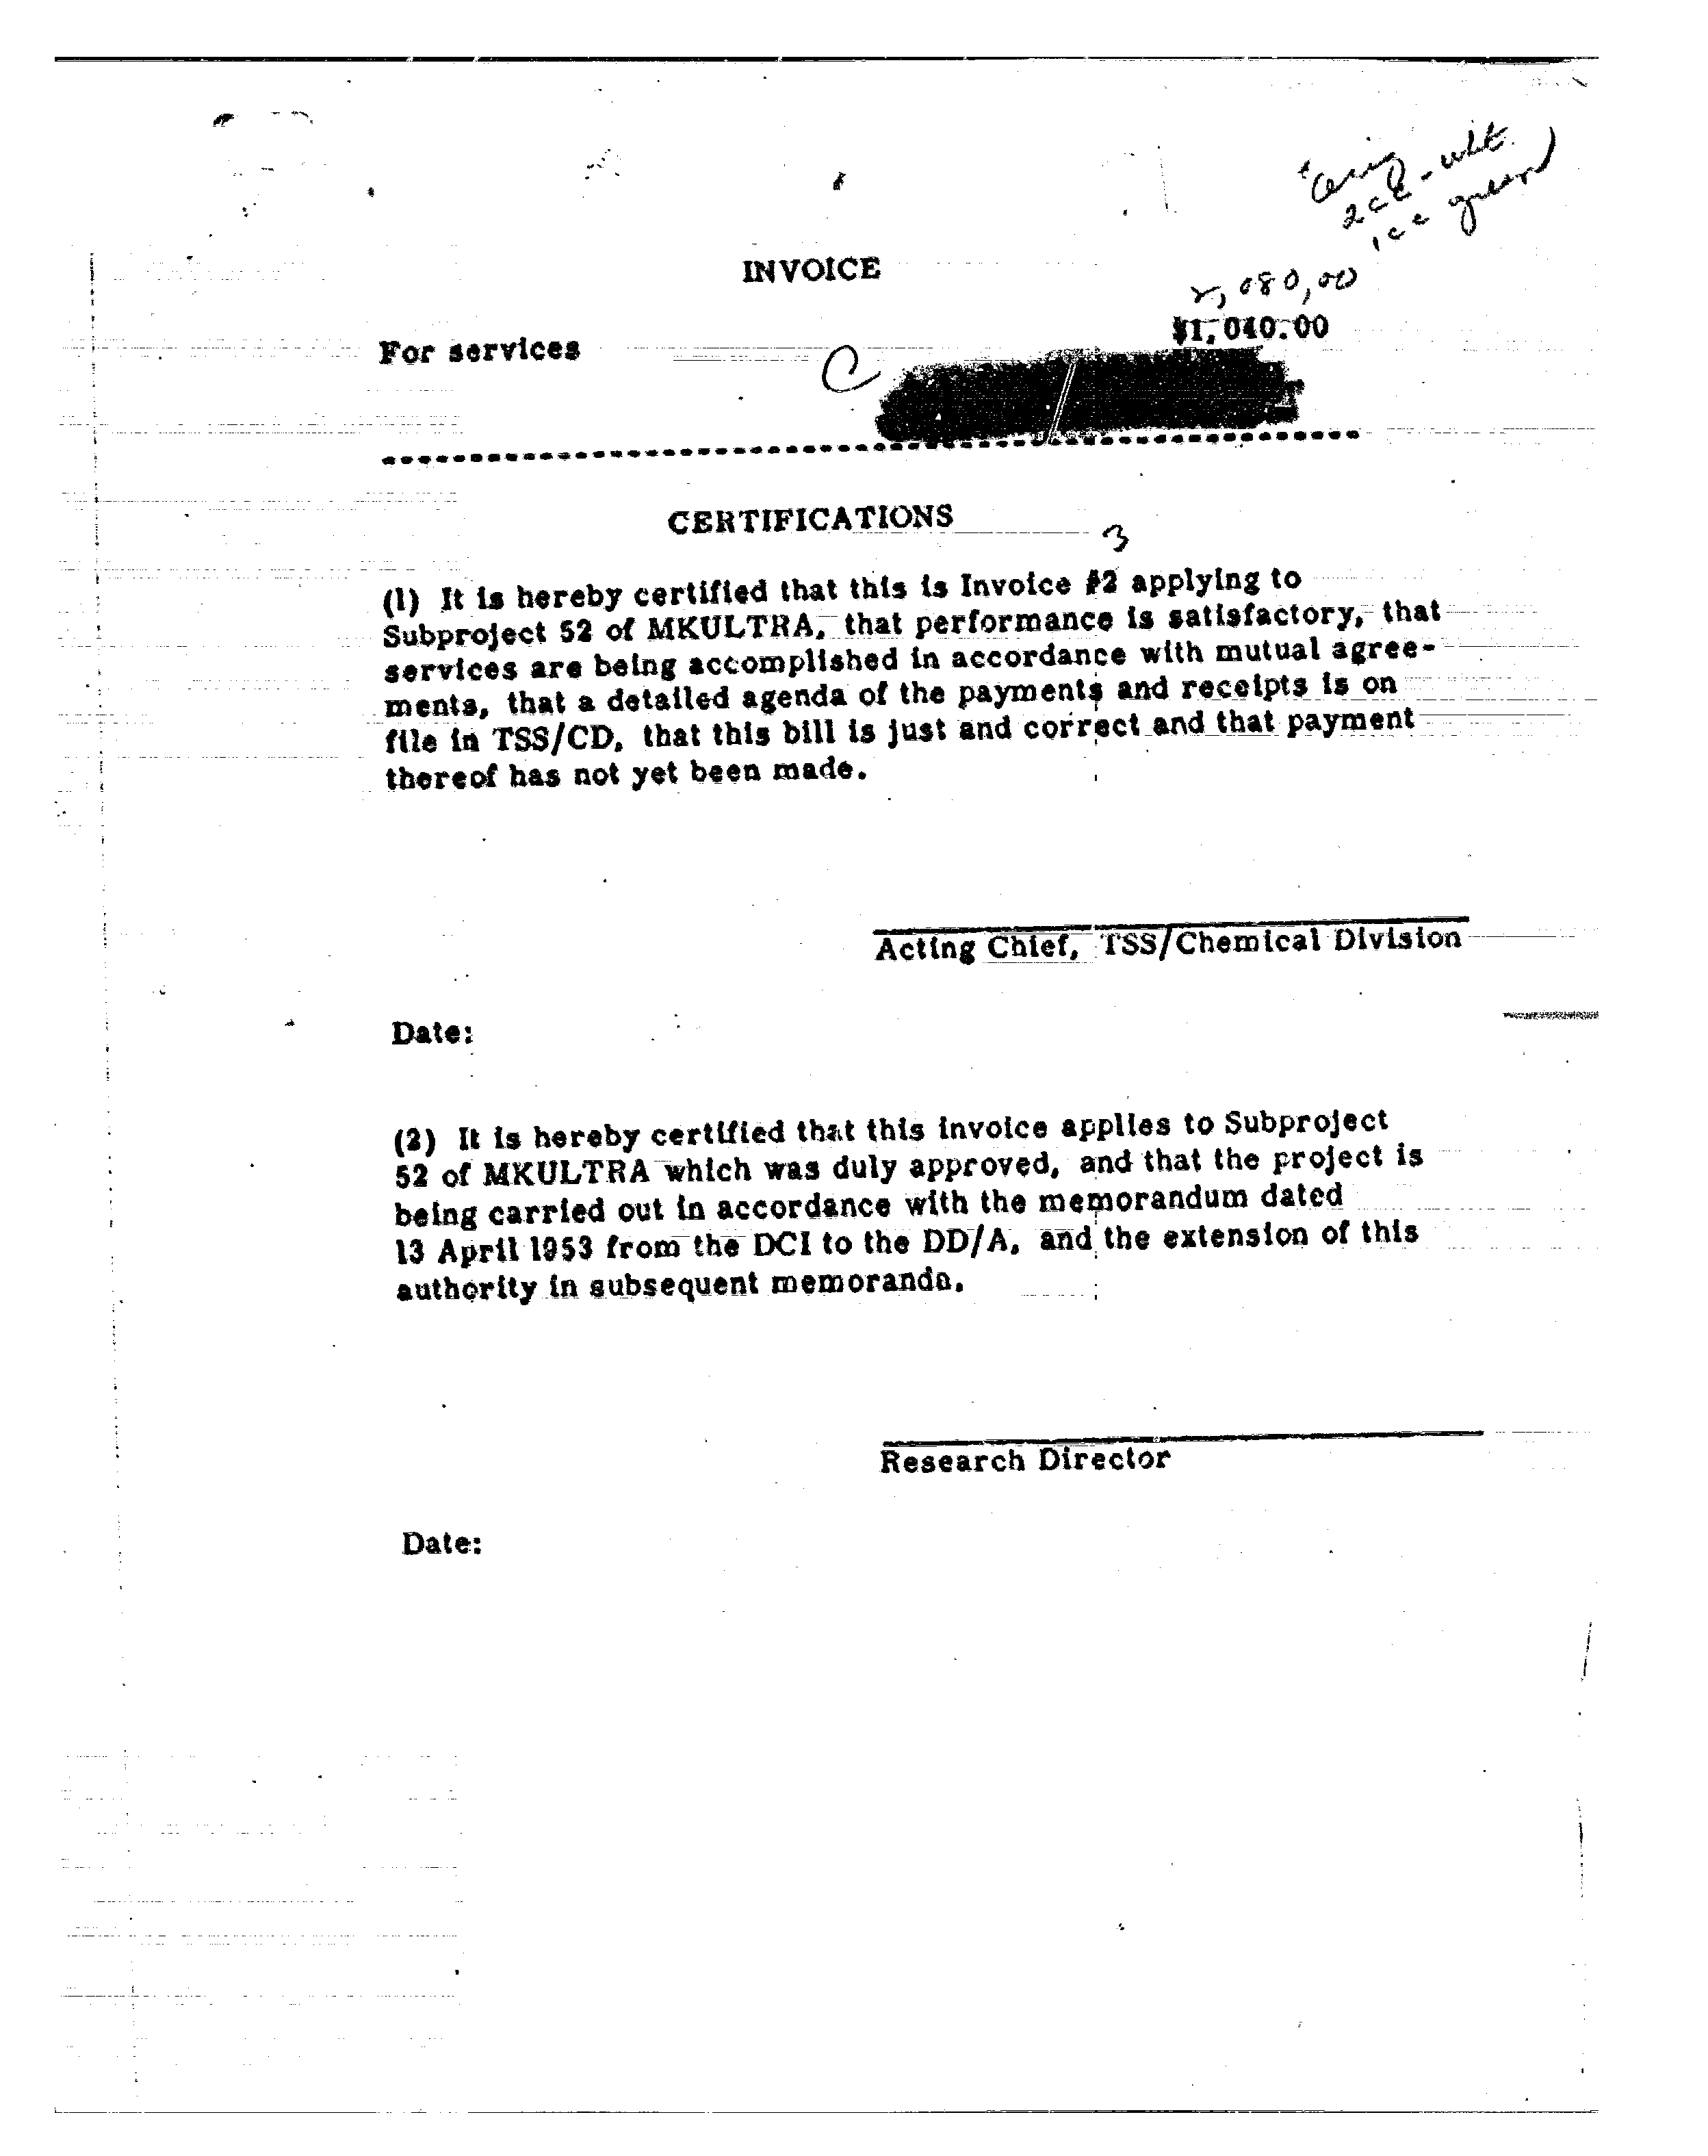 2cc - wht
1cc
INVOICE
2,080,00
$1,040.00
For services
C
CERTIFICATIONS
3
(1) It is hereby certified that this is Invoice #2 applying to
Subproject 52 of MKULTRA, that performance is satisfactory, that
services are being accomplished in accordance with mutual agree-
ments, that a detailed agenda of the payments and receipts is on
file in TSS/CD, that this bill is just and correct and that payment
thereof has not yet been made.
Acting Chief, TSS/Chemical Division
Date:
(2) It is hereby certified that this invoice applies to Subproject
52 of MKULTRA which was duly approved, and that the project is
being carried out in accordance with the memorandum dated
13 April 1953 from the DCI to the DD/A, and the extension of this
authority in subsequent memoranda.
Research Director
Date: